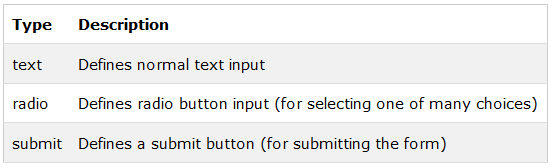 Type Description
text Defines normal text input
radio Defines radio button input (for selecting one of many choices)
submit Defines a submit button (for submitting the form)